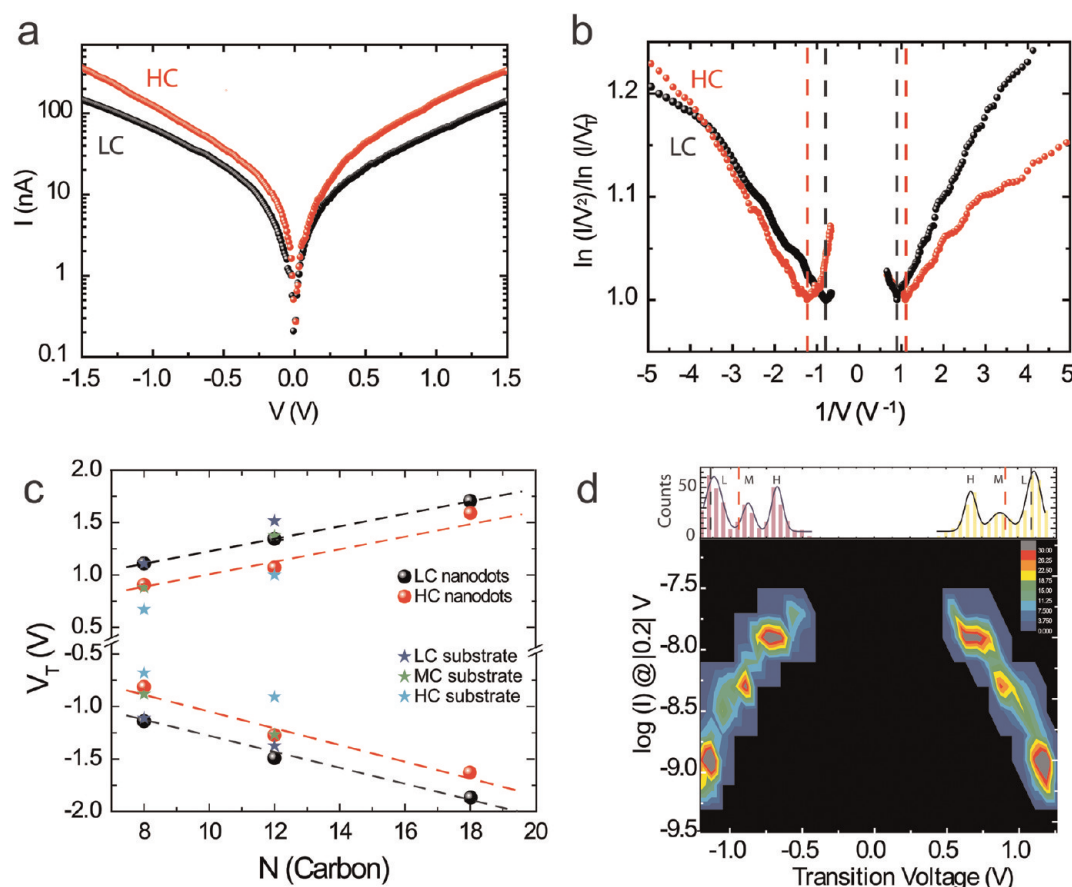 a
HC
LC
I (nA)
100
10
1
0.1
-1.5 -1.0 -0.5 0.0 0.5 1.0 1.5
V (V)
b
HC
LC
ln (I/V²)/ln (I/V_T²)
1.2
1.1
1.0
-5 -4 -3 -2 -1 0 1 2 3 4 5
1/V (V⁻¹)
c
V_T (V)
2.0
1.5
1.0
0.5
-0.5
-1.0
-1.5
-2.0
LC nanodots
HC nanodots
LC substrate
MC substrate
HC substrate
8 10 12 14 16 18 20
N (Carbon)
d
Counts
50
0
L M H H M L
log (I) @|0.2| V
-7.5
-8.0
-8.5
-9.0
-9.5
30.00
26.25
22.50
18.75
15.00
11.25
7.500
3.750
0.000
-1.0 -0.5 0.0 0.5 1.0
Transition Voltage (V)